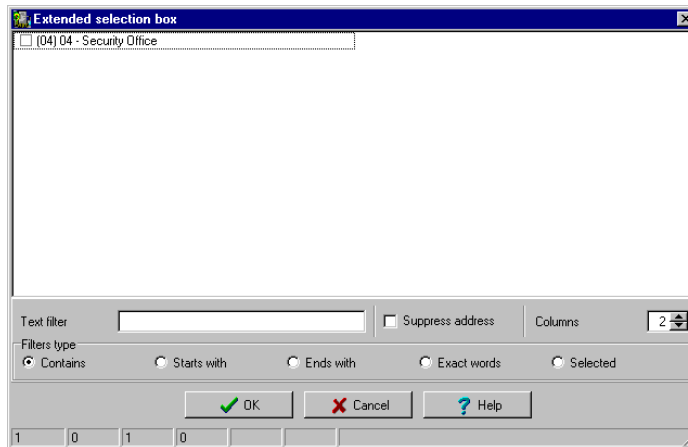 Extended selection box
(04) 04 - Security Office
Text filter Suppress address Columns 2
Filters type
Contains Starts with Ends with Exact words Selected
OK Cancel Help
1 0 1 0